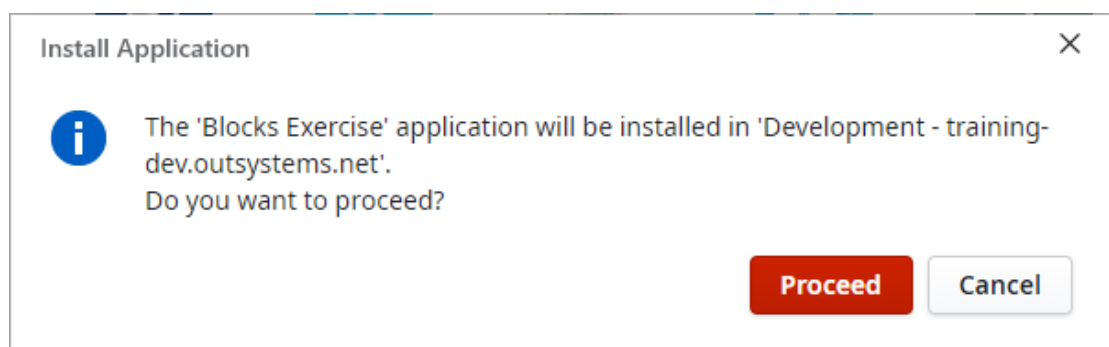 Install Application
The 'Blocks Exercise' application will be installed in 'Development - training-
dev.outsystems.net'.
Do you want to proceed?
Proceed
Cancel